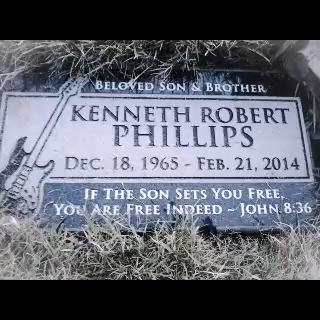 Beloved Son & Brother
Kenneth Robert
Phillips
Dec. 18, 1965 - Feb. 21, 2014
If The Son Sets You Free,
You Are Free Indeed ~ John 8:36